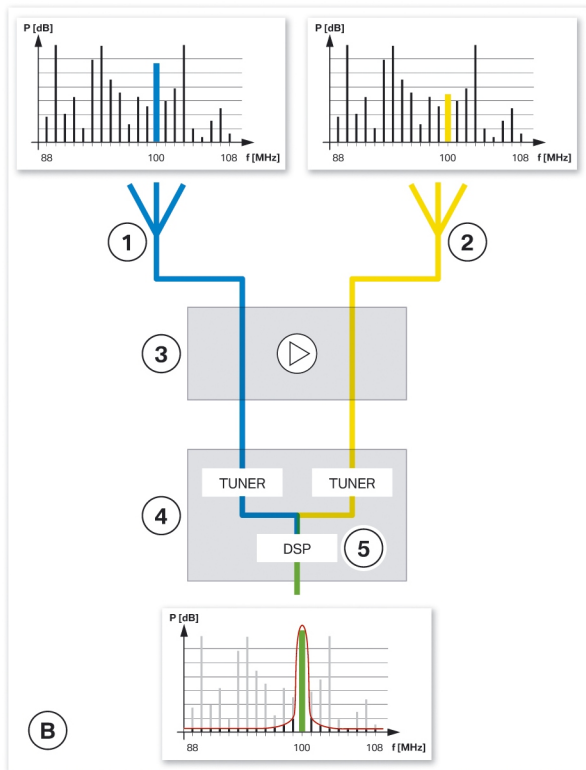 P [dB]
88
100
108
f [MHz]
P [dB]
88
100
108
f [MHz]
1
2
3
4
TUNER
TUNER
DSP
5
P [dB]
88
100
108
f [MHz]
B